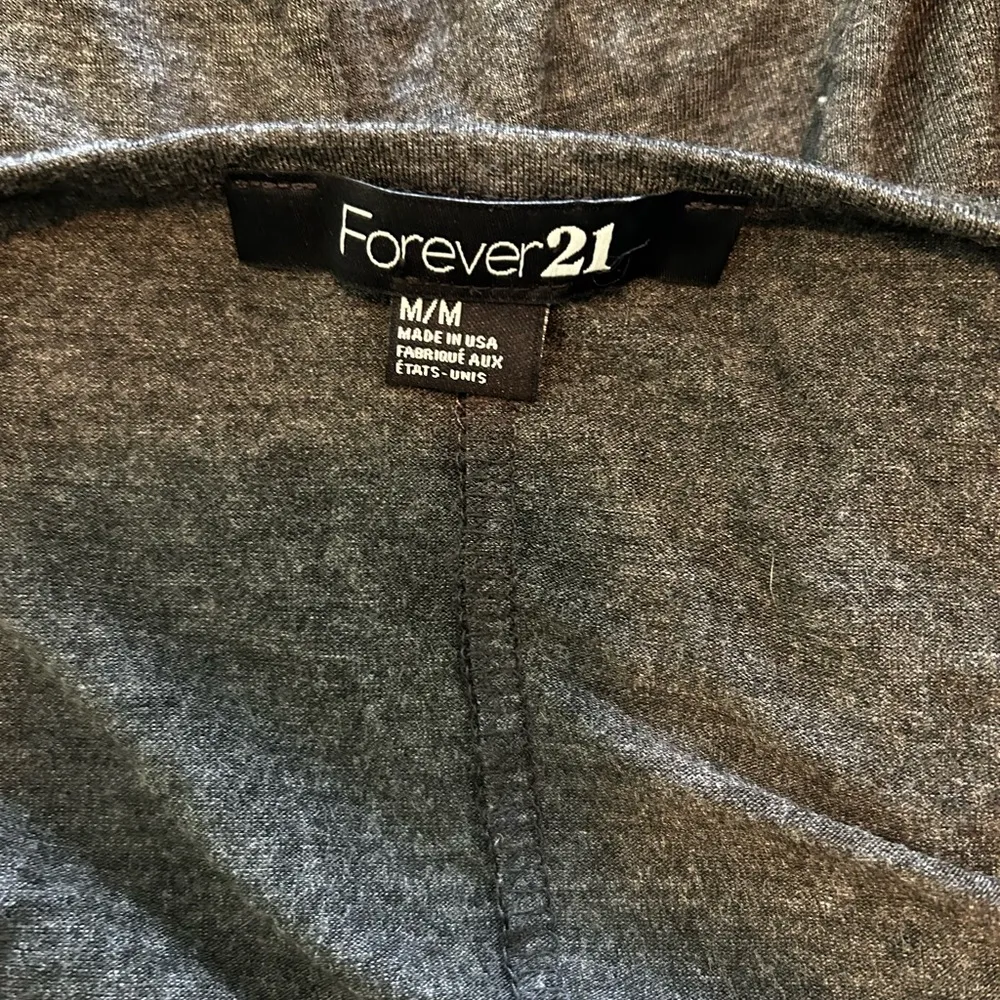 Forever21
M/M
MADE IN USA
FABRIQUÉ AUX
ÉTATS-UNIS